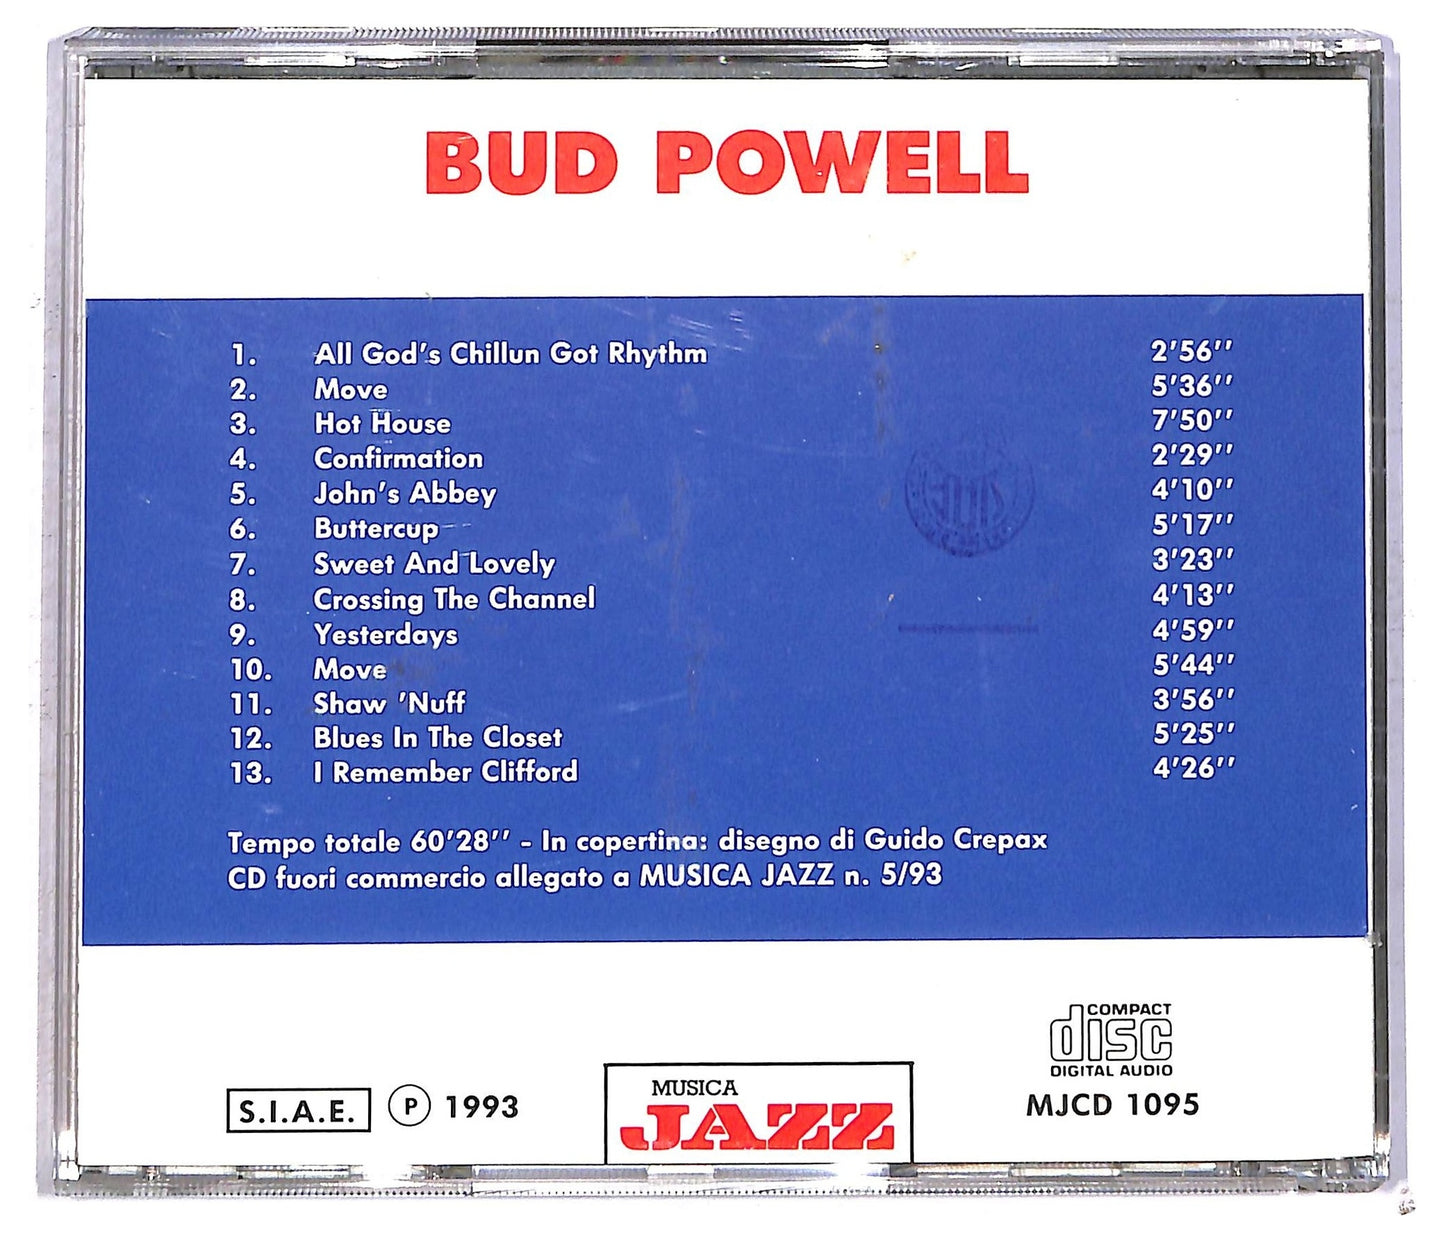 BUD POWELL
1. All God's Chillun Got Rhythm 2'56''
2. Move 5'36''
3. Hot House 7'50''
4. Confirmation 2'29''
5. John's Abbey 4'10''
6. Buttercup 5'17''
7. Sweet And Lovely 3'23''
8. Crossing The Channel 4'13''
9. Yesterdays 4'59''
10. Move 5'44''
11. Shaw 'Nuff 3'56''
12. Blues In The Closet 5'25''
13. I Remember Clifford 4'26''
Tempo totale 60'28'' - In copertina: disegno di Guido Crepax
CD fuori commercio allegato a MUSICA JAZZ n. 5/93
COMPACT
disc
DIGITAL AUDIO
MJCD 1095
S.I.A.E. Ⓟ 1993
MUSICA
JAZZ